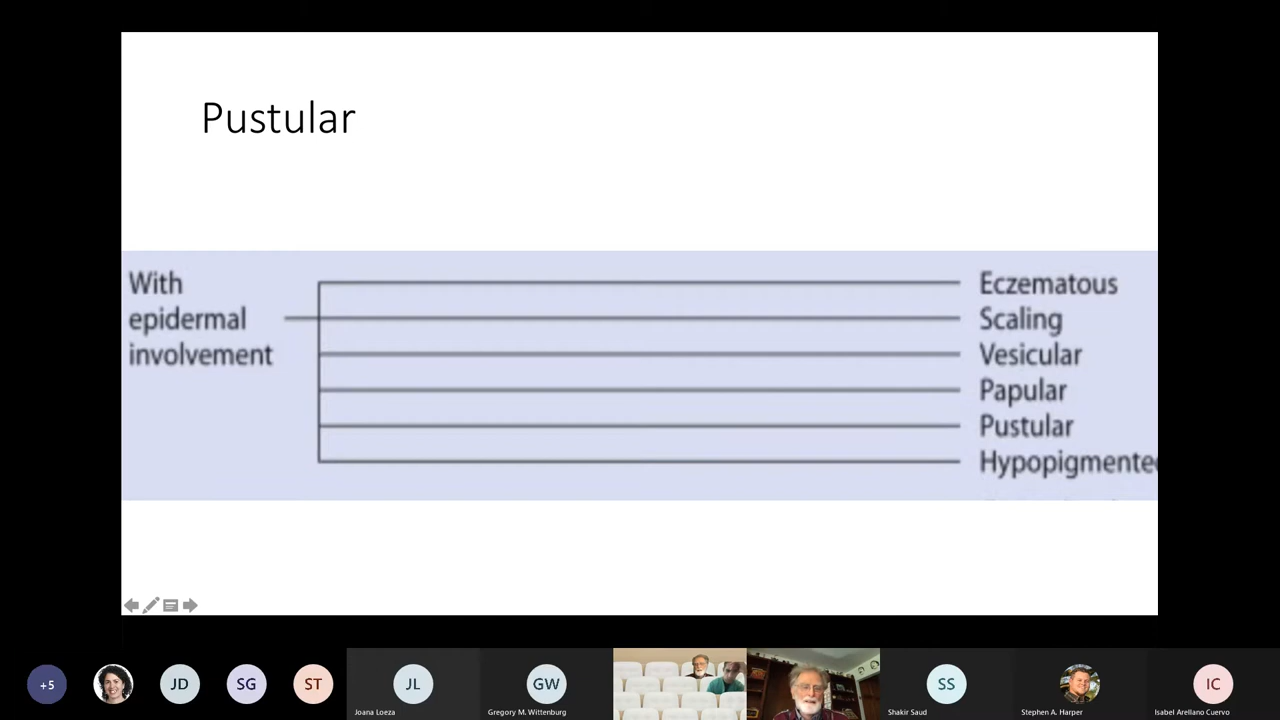 Pustular
With
epidermal
involvement
Eczematous
Scaling
Vesicular
Papular
Pustular
Hypopigmented
+5
JD
SG
ST
JL
GW
SS
IC
Joana Loeza
Gregory M. Wittenburg
Shakir Saud
Stephen A. Harper
Isabel Arellano Cuervo